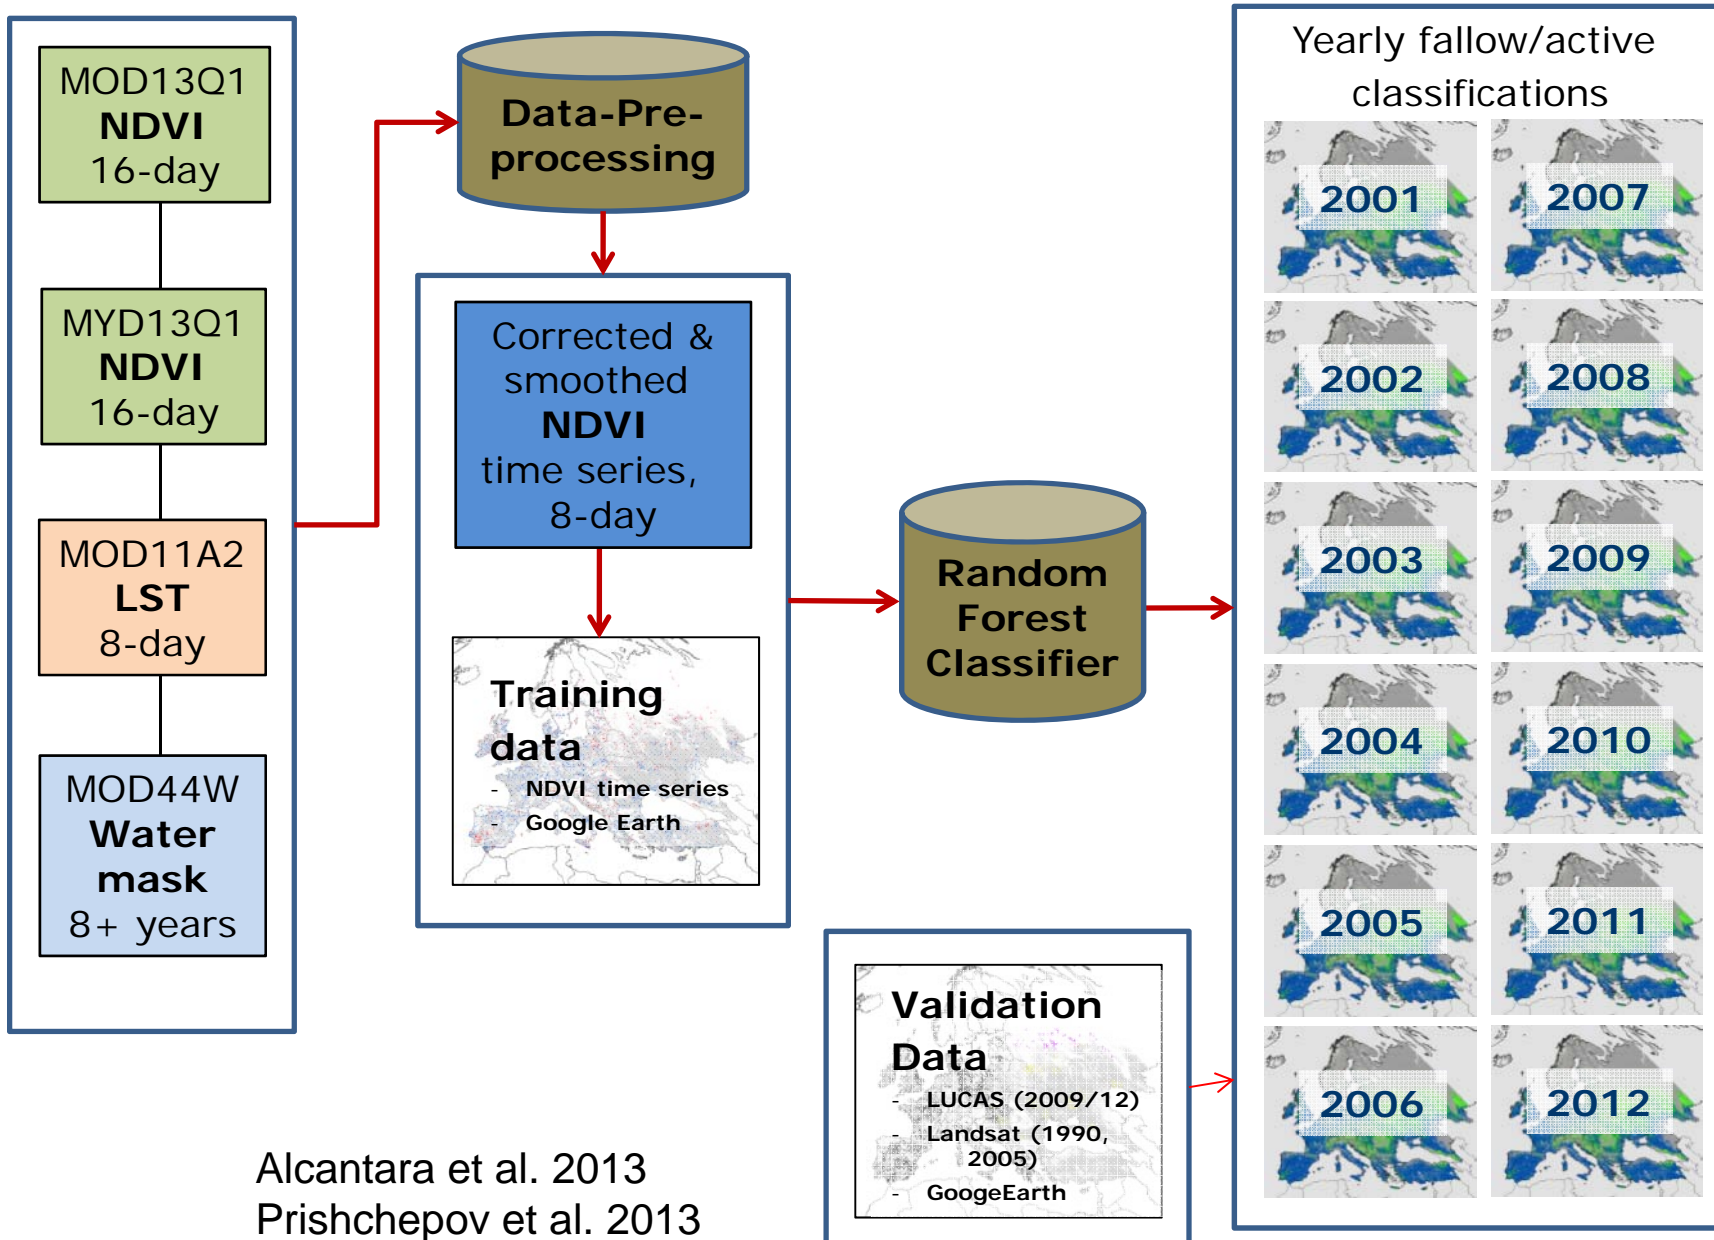 MOD13Q1
NDVI
16-day
MYD13Q1
NDVI
16-day
MOD11A2
LST
8-day
MOD44W
Water
mask
8+ years
Data-Pre-
processing
Corrected &
smoothed
NDVI
time series,
8-day
Training
data
- NDVI time series
- Google Earth
Random
Forest
Classifier
Validation
Data
- LUCAS (2009/12)
- Landsat (1990,
2005)
- GoogeEarth
Yearly fallow/active
classifications
2001
2007
2002
2008
2003
2009
2004
2010
2005
2011
2006
2012
Alcantara et al. 2013
Prishchepov et al. 2013